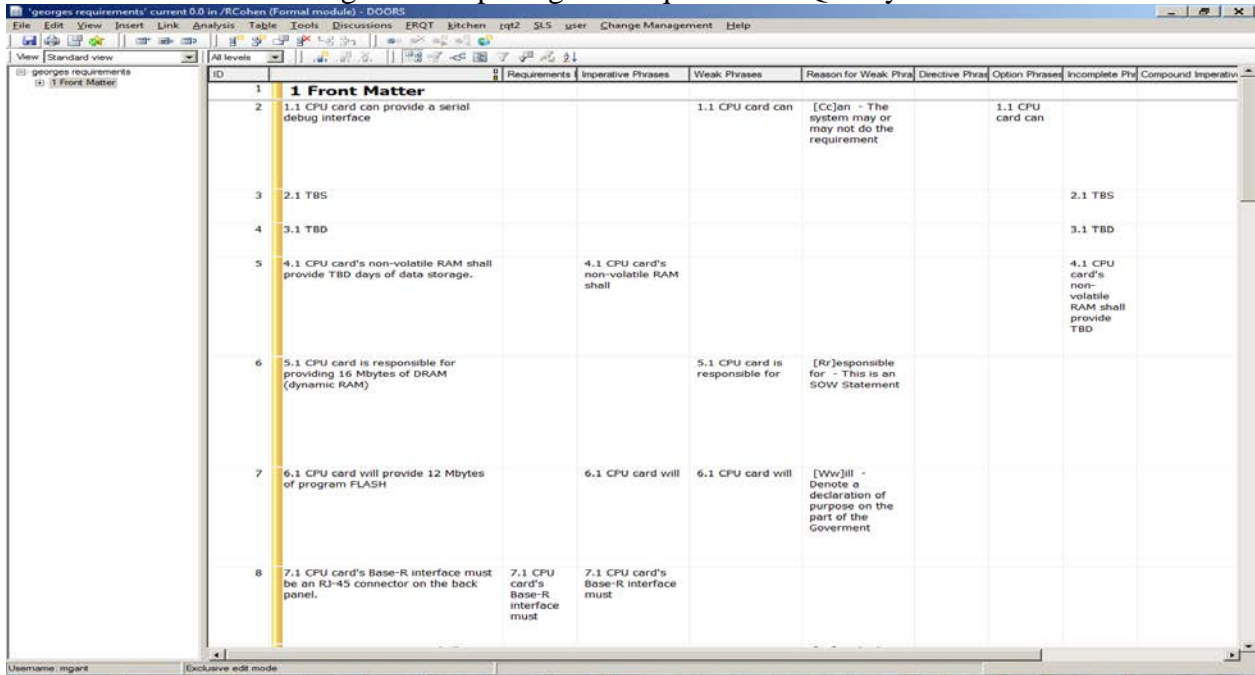 'georges requirements' current 0.0 in /RCohen (Formal module) - DOORS
File Edit View Insert Link Analysis Table Tools Discussions ERQT kitchen rqt2 SLS user Change Management Help
View Standard view All levels
georges requirements
1 Front Matter
ID Requirements Imperative Phrases Weak Phrases Reason for Weak Phra Directive Phras Option Phrases Incomplete Phr Compound Imperativ
1 1 Front Matter
2 1.1 CPU card can provide a serial 1.1 CPU card can [Cc]an - The 1.1 CPU
debug interface system may or card can
may not do the
requirement
3 2.1 TBS 2.1 TBS
4 3.1 TBD 3.1 TBD
5 4.1 CPU card's non-volatile RAM shall 4.1 CPU card's 4.1 CPU
provide TBD days of data storage. non-volatile RAM card's
shall non-
volatile
RAM shall
provide
TBD
6 5.1 CPU card is responsible for 5.1 CPU card is [Rr]esponsible
providing 16 Mbytes of DRAM responsible for for - This is an
(dynamic RAM) SOW Statement
7 6.1 CPU card will provide 12 Mbytes 6.1 CPU card will 6.1 CPU card will [Ww]ill -
of program FLASH Denote a
declaration of
purpose on the
part of the
Goverment
8 7.1 CPU card's Base-R interface must 7.1 CPU 7.1 CPU card's
be an RJ-45 connector on the back card's Base-R interface
panel. Base-R must
interface
must
Username: mgant Exclusive edit mode